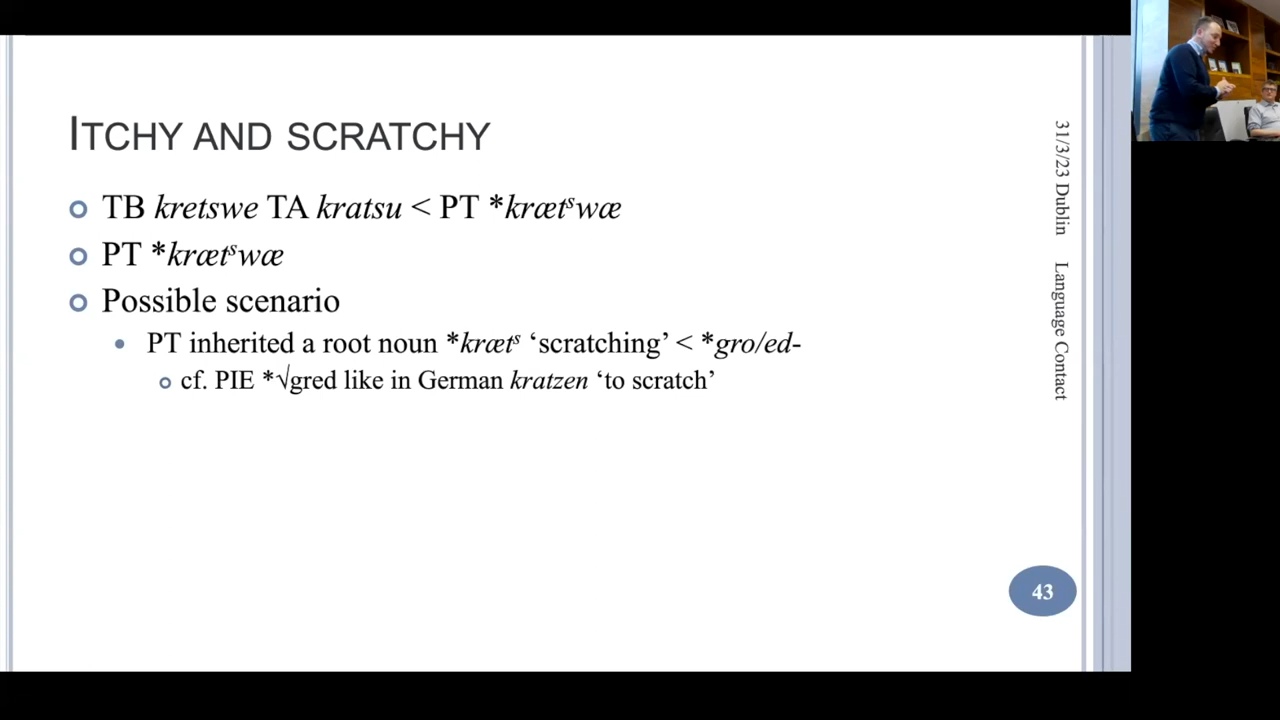 ITCHY AND SCRATCHY
TB kretswe TA kratsu < PT *krætˢwæ
PT *krætˢwæ
Possible scenario
PT inherited a root noun *krætˢ ‘scratching’ < *gro/ed-
cf. PIE *√gred like in German kratzen ‘to scratch’
31/3/23 Dublin Language Contact
43